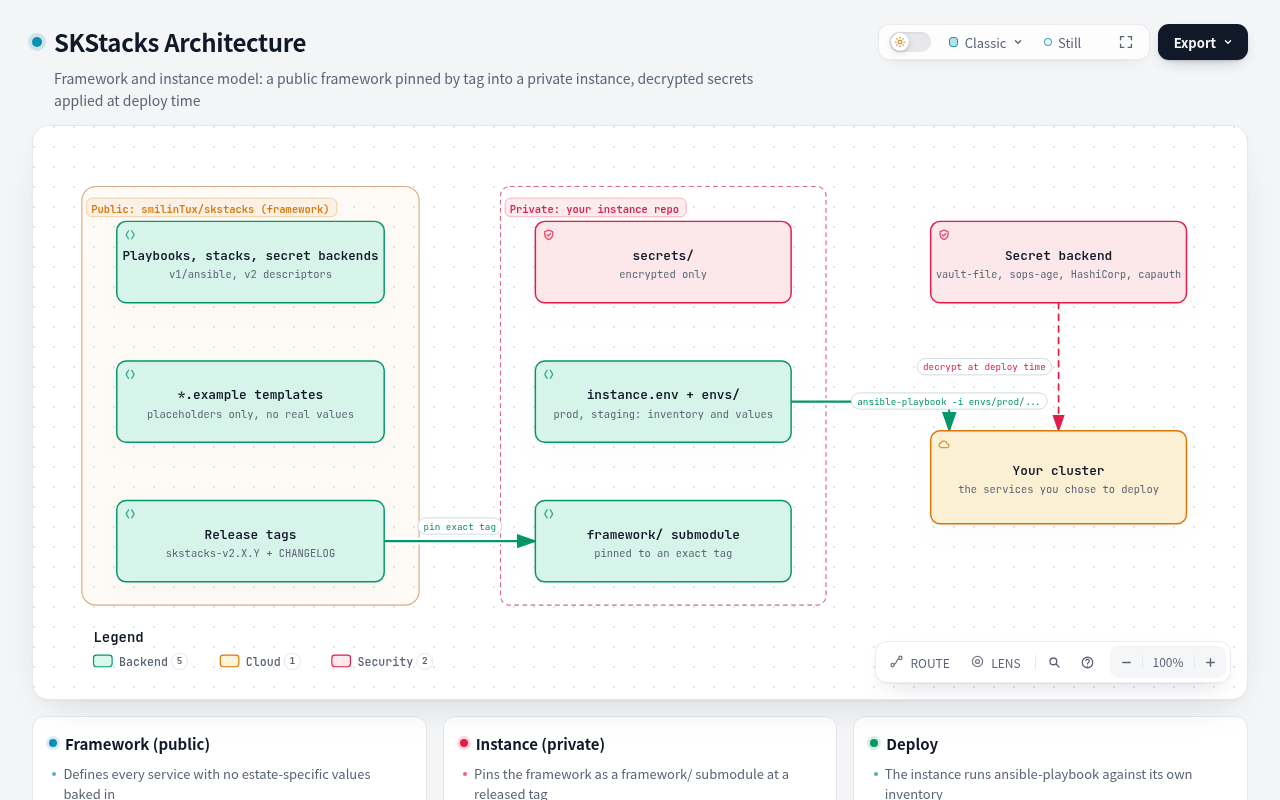 SKStacks Architecture
Classic
Still
Export
Framework and instance model: a public framework pinned by tag into a private instance, decrypted secrets
applied at deploy time
Public: smilinTux/skstacks (framework)
Playbooks, stacks, secret backends
v1/ansible, v2 descriptors
*.example templates
placeholders only, no real values
Release tags
skstacks-v2.X.Y + CHANGELOG
pin exact tag
Private: your instance repo
secrets/
encrypted only
instance.env + envs/
prod, staging: inventory and values
framework/ submodule
pinned to an exact tag
Secret backend
vault-file, sops-age, HashiCorp, capauth
decrypt at deploy time
ansible-playbook -i envs/prod/...
Your cluster
the services you chose to deploy
Legend
Backend 5
Cloud 1
Security 2
ROUTE
LENS
100%
Framework (public)
Defines every service with no estate-specific values
baked in
Instance (private)
Pins the framework as a framework/ submodule at a
released tag
Deploy
The instance runs ansible-playbook against its own
inventory